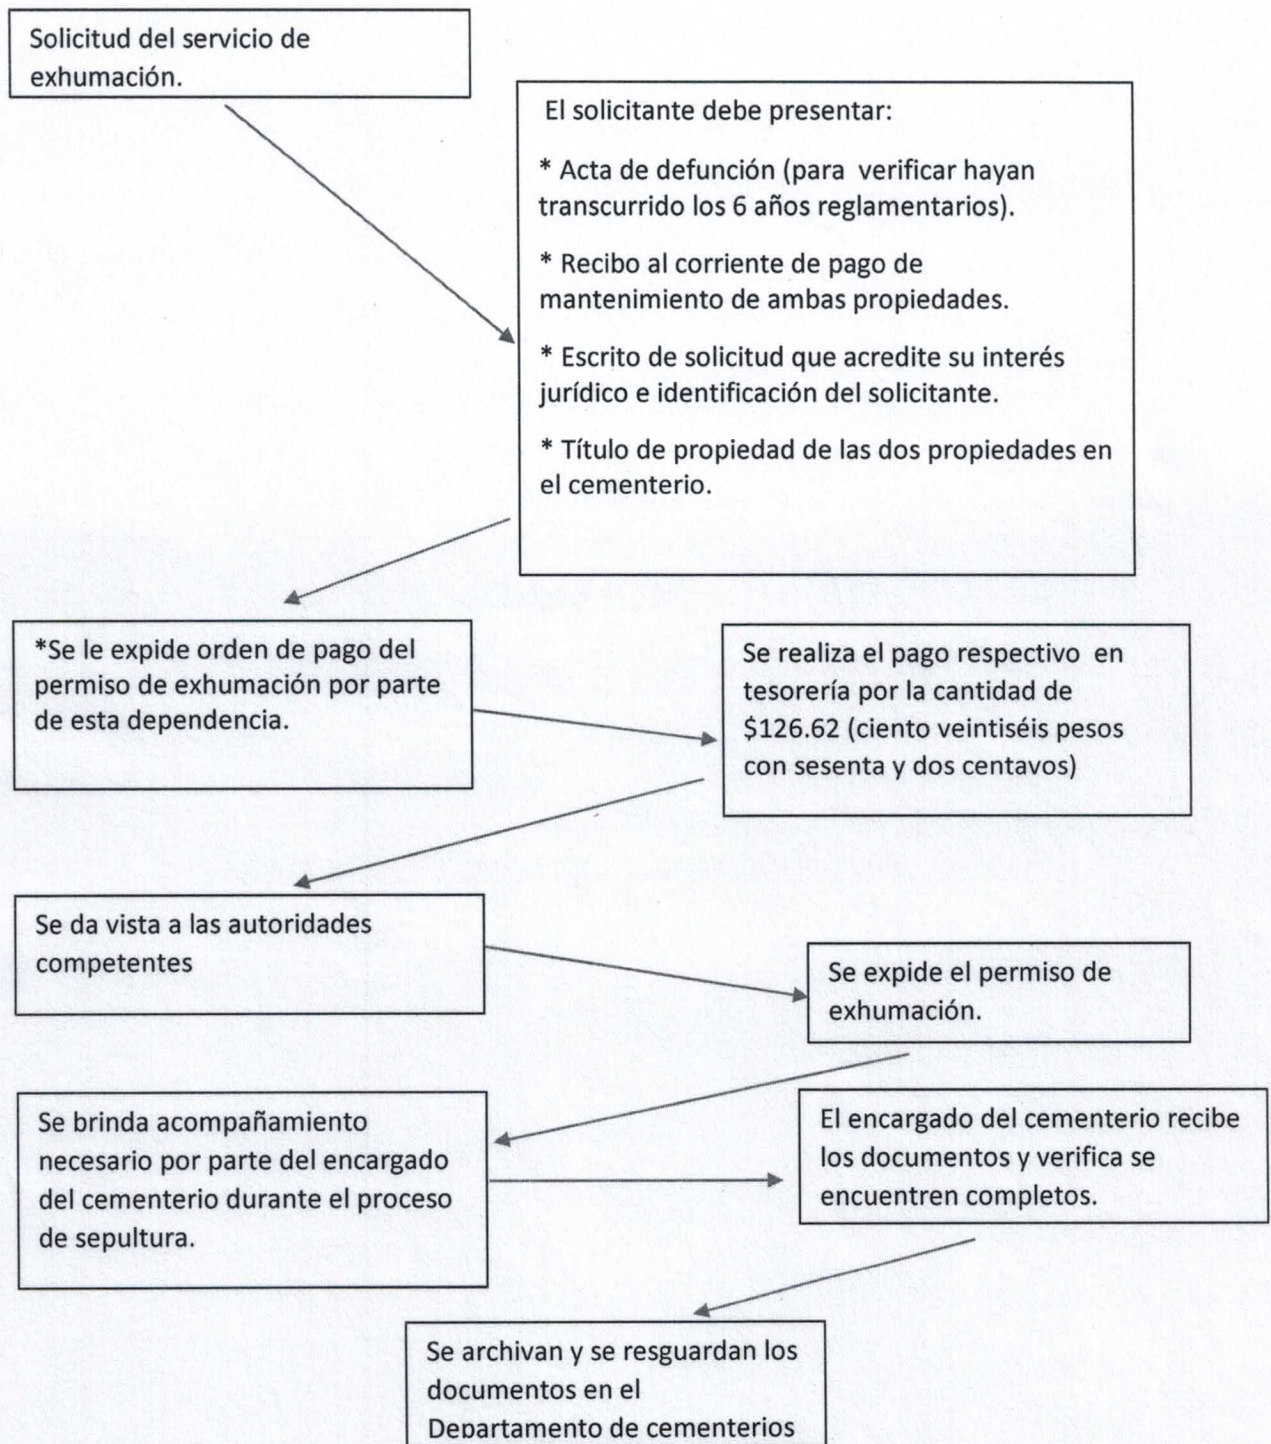 Solicitud del servicio de
exhumación.
El solicitante debe presentar:
* Acta de defunción (para verificar hayan
transcurrido los 6 años reglamentarios).
* Recibo al corriente de pago de
mantenimiento de ambas propiedades.
* Escrito de solicitud que acredite su interés
jurídico e identificación del solicitante.
* Título de propiedad de las dos propiedades en
el cementerio.
*Se le expide orden de pago del
permiso de exhumación por parte
de esta dependencia.
Se realiza el pago respectivo en
tesorería por la cantidad de
$126.62 (ciento veintiséis pesos
con sesenta y dos centavos)
Se da vista a las autoridades
competentes
Se expide el permiso de
exhumación.
Se brinda acompañamiento
necesario por parte del encargado
del cementerio durante el proceso
de sepultura.
El encargado del cementerio recibe
los documentos y verifica se
encuentren completos.
Se archivan y se resguardan los
documentos en el
Departamento de cementerios